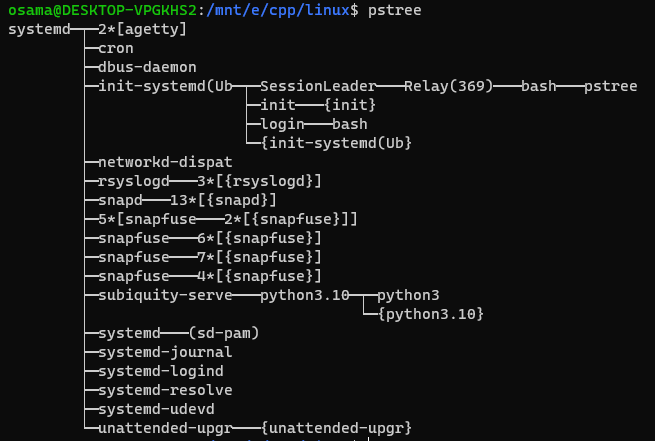 osama@DESKTOP-VPGKHS2:/mnt/e/cpp/linux$ pstree
systemd─┬─2*[agetty]
        ├─cron
        ├─dbus-daemon
        ├─init-systemd(Ub─┬─SessionLeader───Relay(369)───bash───pstree
        │                 ├─init───{init}
        │                 ├─login───bash
        │                 └─{init-systemd(Ub}
        ├─networkd-dispat
        ├─rsyslogd───3*[{rsyslogd}]
        ├─snapd───13*[{snapd}]
        ├─5*[snapfuse───2*[{snapfuse}]]
        ├─snapfuse───6*[{snapfuse}]
        ├─snapfuse───7*[{snapfuse}]
        ├─snapfuse───4*[{snapfuse}]
        ├─subiquity-serve───python3.10─┬─python3
        │                              └─{python3.10}
        ├─systemd───(sd-pam)
        ├─systemd-journal
        ├─systemd-logind
        ├─systemd-resolve
        ├─systemd-udevd
        └─unattended-upgr───{unattended-upgr}